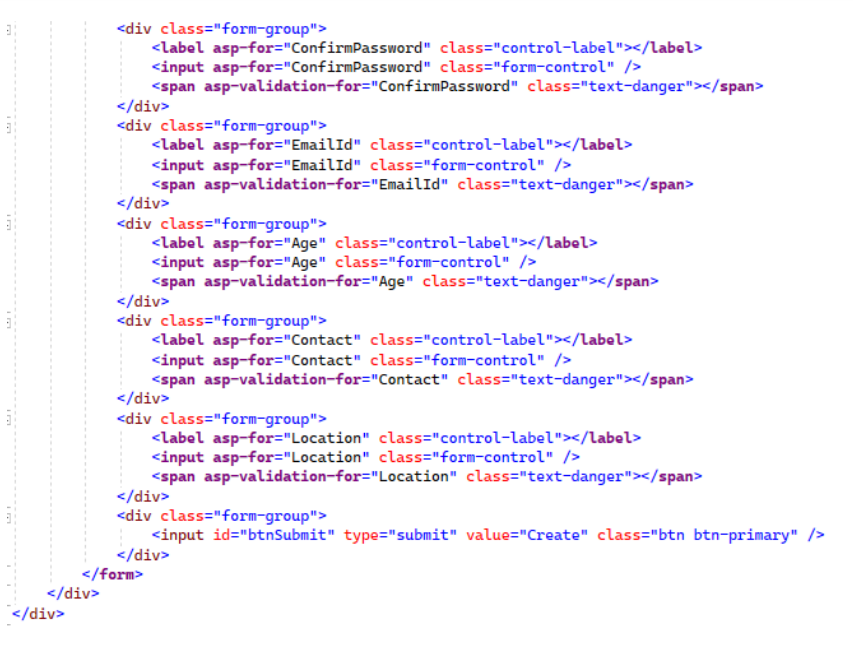 <div class="form-group">
<label asp-for="ConfirmPassword" class="control-label"></label>
<input asp-for="ConfirmPassword" class="form-control" />
<span asp-validation-for="ConfirmPassword" class="text-danger"></span>
</div>
<div class="form-group">
<label asp-for="EmailId" class="control-label"></label>
<input asp-for="EmailId" class="form-control" />
<span asp-validation-for="EmailId" class="text-danger"></span>
</div>
<div class="form-group">
<label asp-for="Age" class="control-label"></label>
<input asp-for="Age" class="form-control" />
<span asp-validation-for="Age" class="text-danger"></span>
</div>
<div class="form-group">
<label asp-for="Contact" class="control-label"></label>
<input asp-for="Contact" class="form-control" />
<span asp-validation-for="Contact" class="text-danger"></span>
</div>
<div class="form-group">
<label asp-for="Location" class="control-label"></label>
<input asp-for="Location" class="form-control" />
<span asp-validation-for="Location" class="text-danger"></span>
</div>
<div class="form-group">
<input id="btnSubmit" type="submit" value="Create" class="btn btn-primary" />
</div>
</form>
</div>
</div>